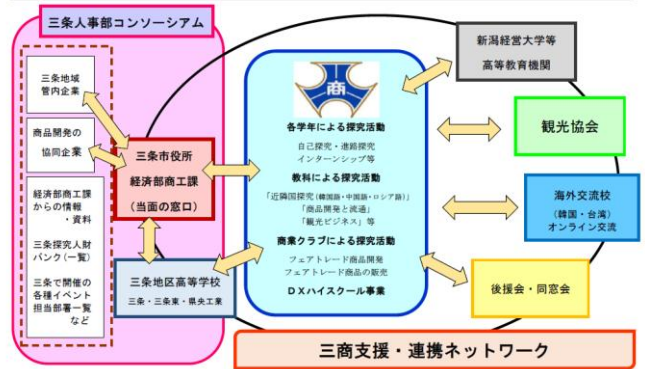 三条人事部コンソーシアム
三条地域
管内企業
商品開発の
協同企業
経済部商工課
からの情報
・資料
三条探究人財
バンク(一覧)
三条で開催の
各種イベント
担当部署一覧
など
三条市役所
経済部商工課
(当面の窓口)
三条地区高等学校
三条・三条東・県央工業
商
各学年による探究活動
自己探究・進路探究
インターンシップ等
教科による探究活動
「近隣国探究(韓国語・中国語・ロシア語)」
「商品開発と流通」
「観光ビジネス」等
商業クラブによる探究活動
フェアトレード商品開発
フェアトレード商品の販売
DXハイスクール事業
新潟経営大学等
高等教育機関
観光協会
海外交流校
(韓国・台湾)
オンライン交流
後援会・同窓会
三商支援・連携ネットワーク